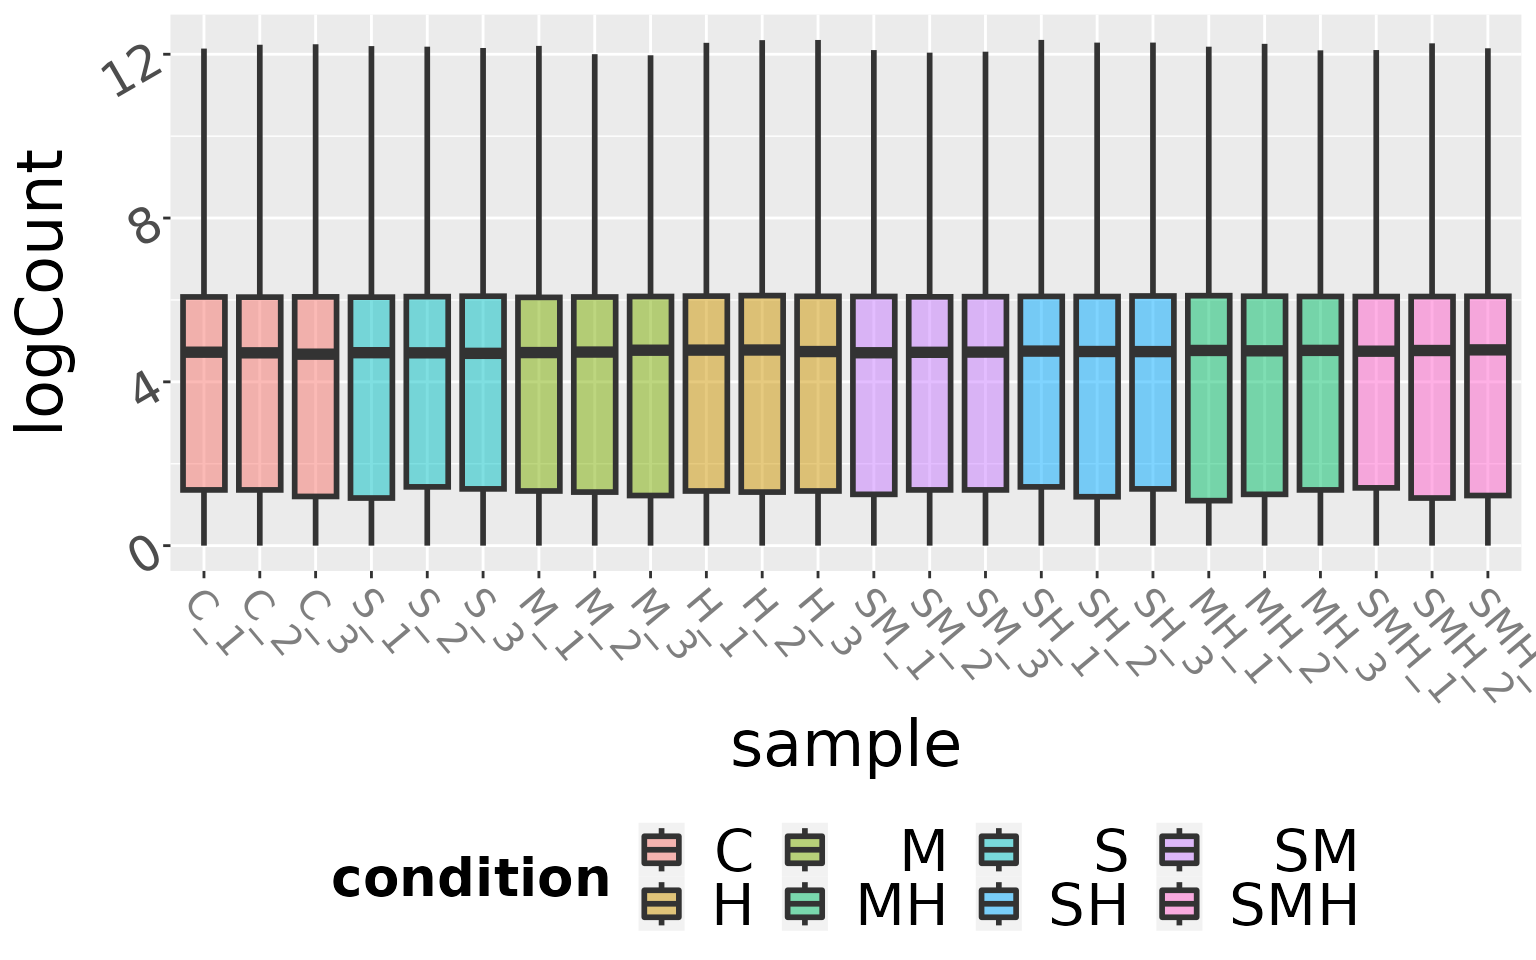 logCount
12
8
4
0
C_1
C_2
C_3
S_1
S_2
S_3
M_1
M_2
M_3
H_1
H_2
H_3
SM_1
SM_2
SM_3
SH_1
SH_2
SH_3
MH_1
MH_2
MH_3
SMH_1
SMH_2
SMH
sample
condition
C M S SM
H MH SH SMH